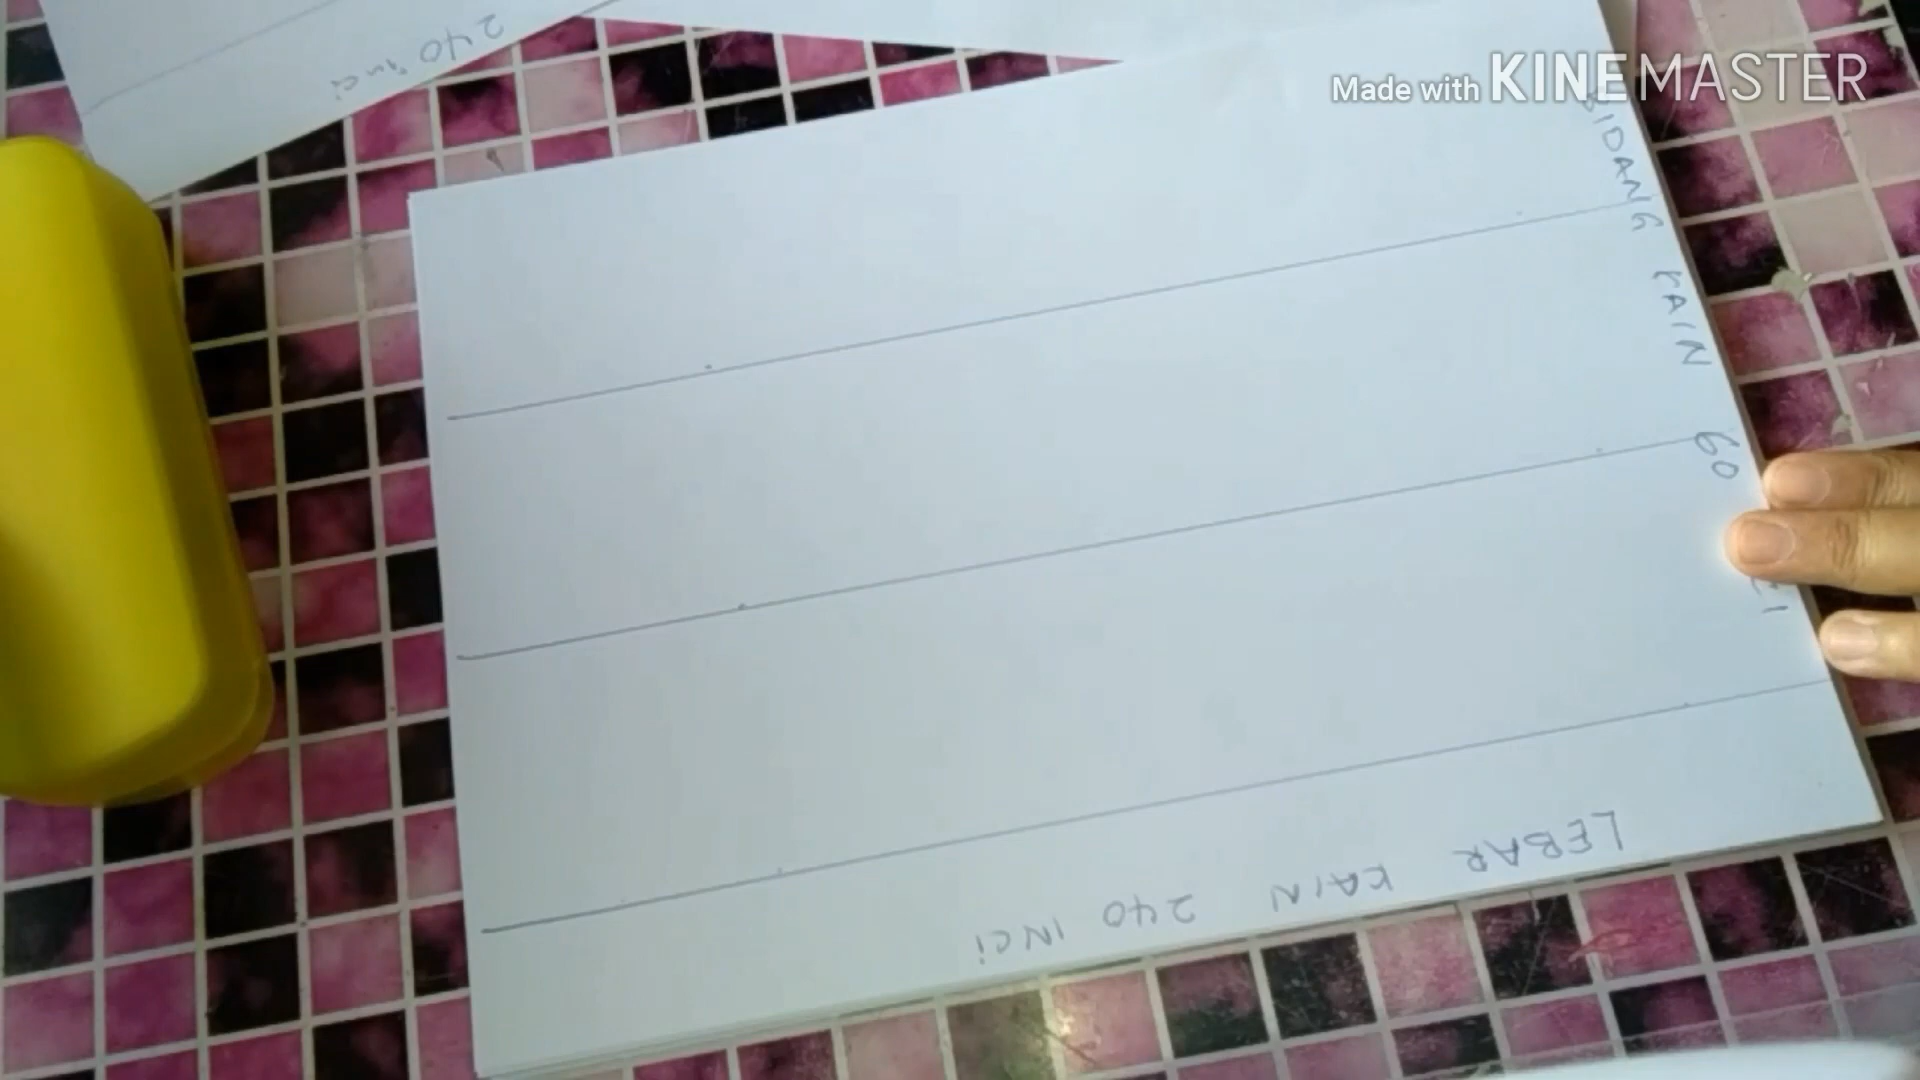 Made with KINEMASTER
240 inci
BIDANG KAIN 60
LEBAR KAIN 240 INCi